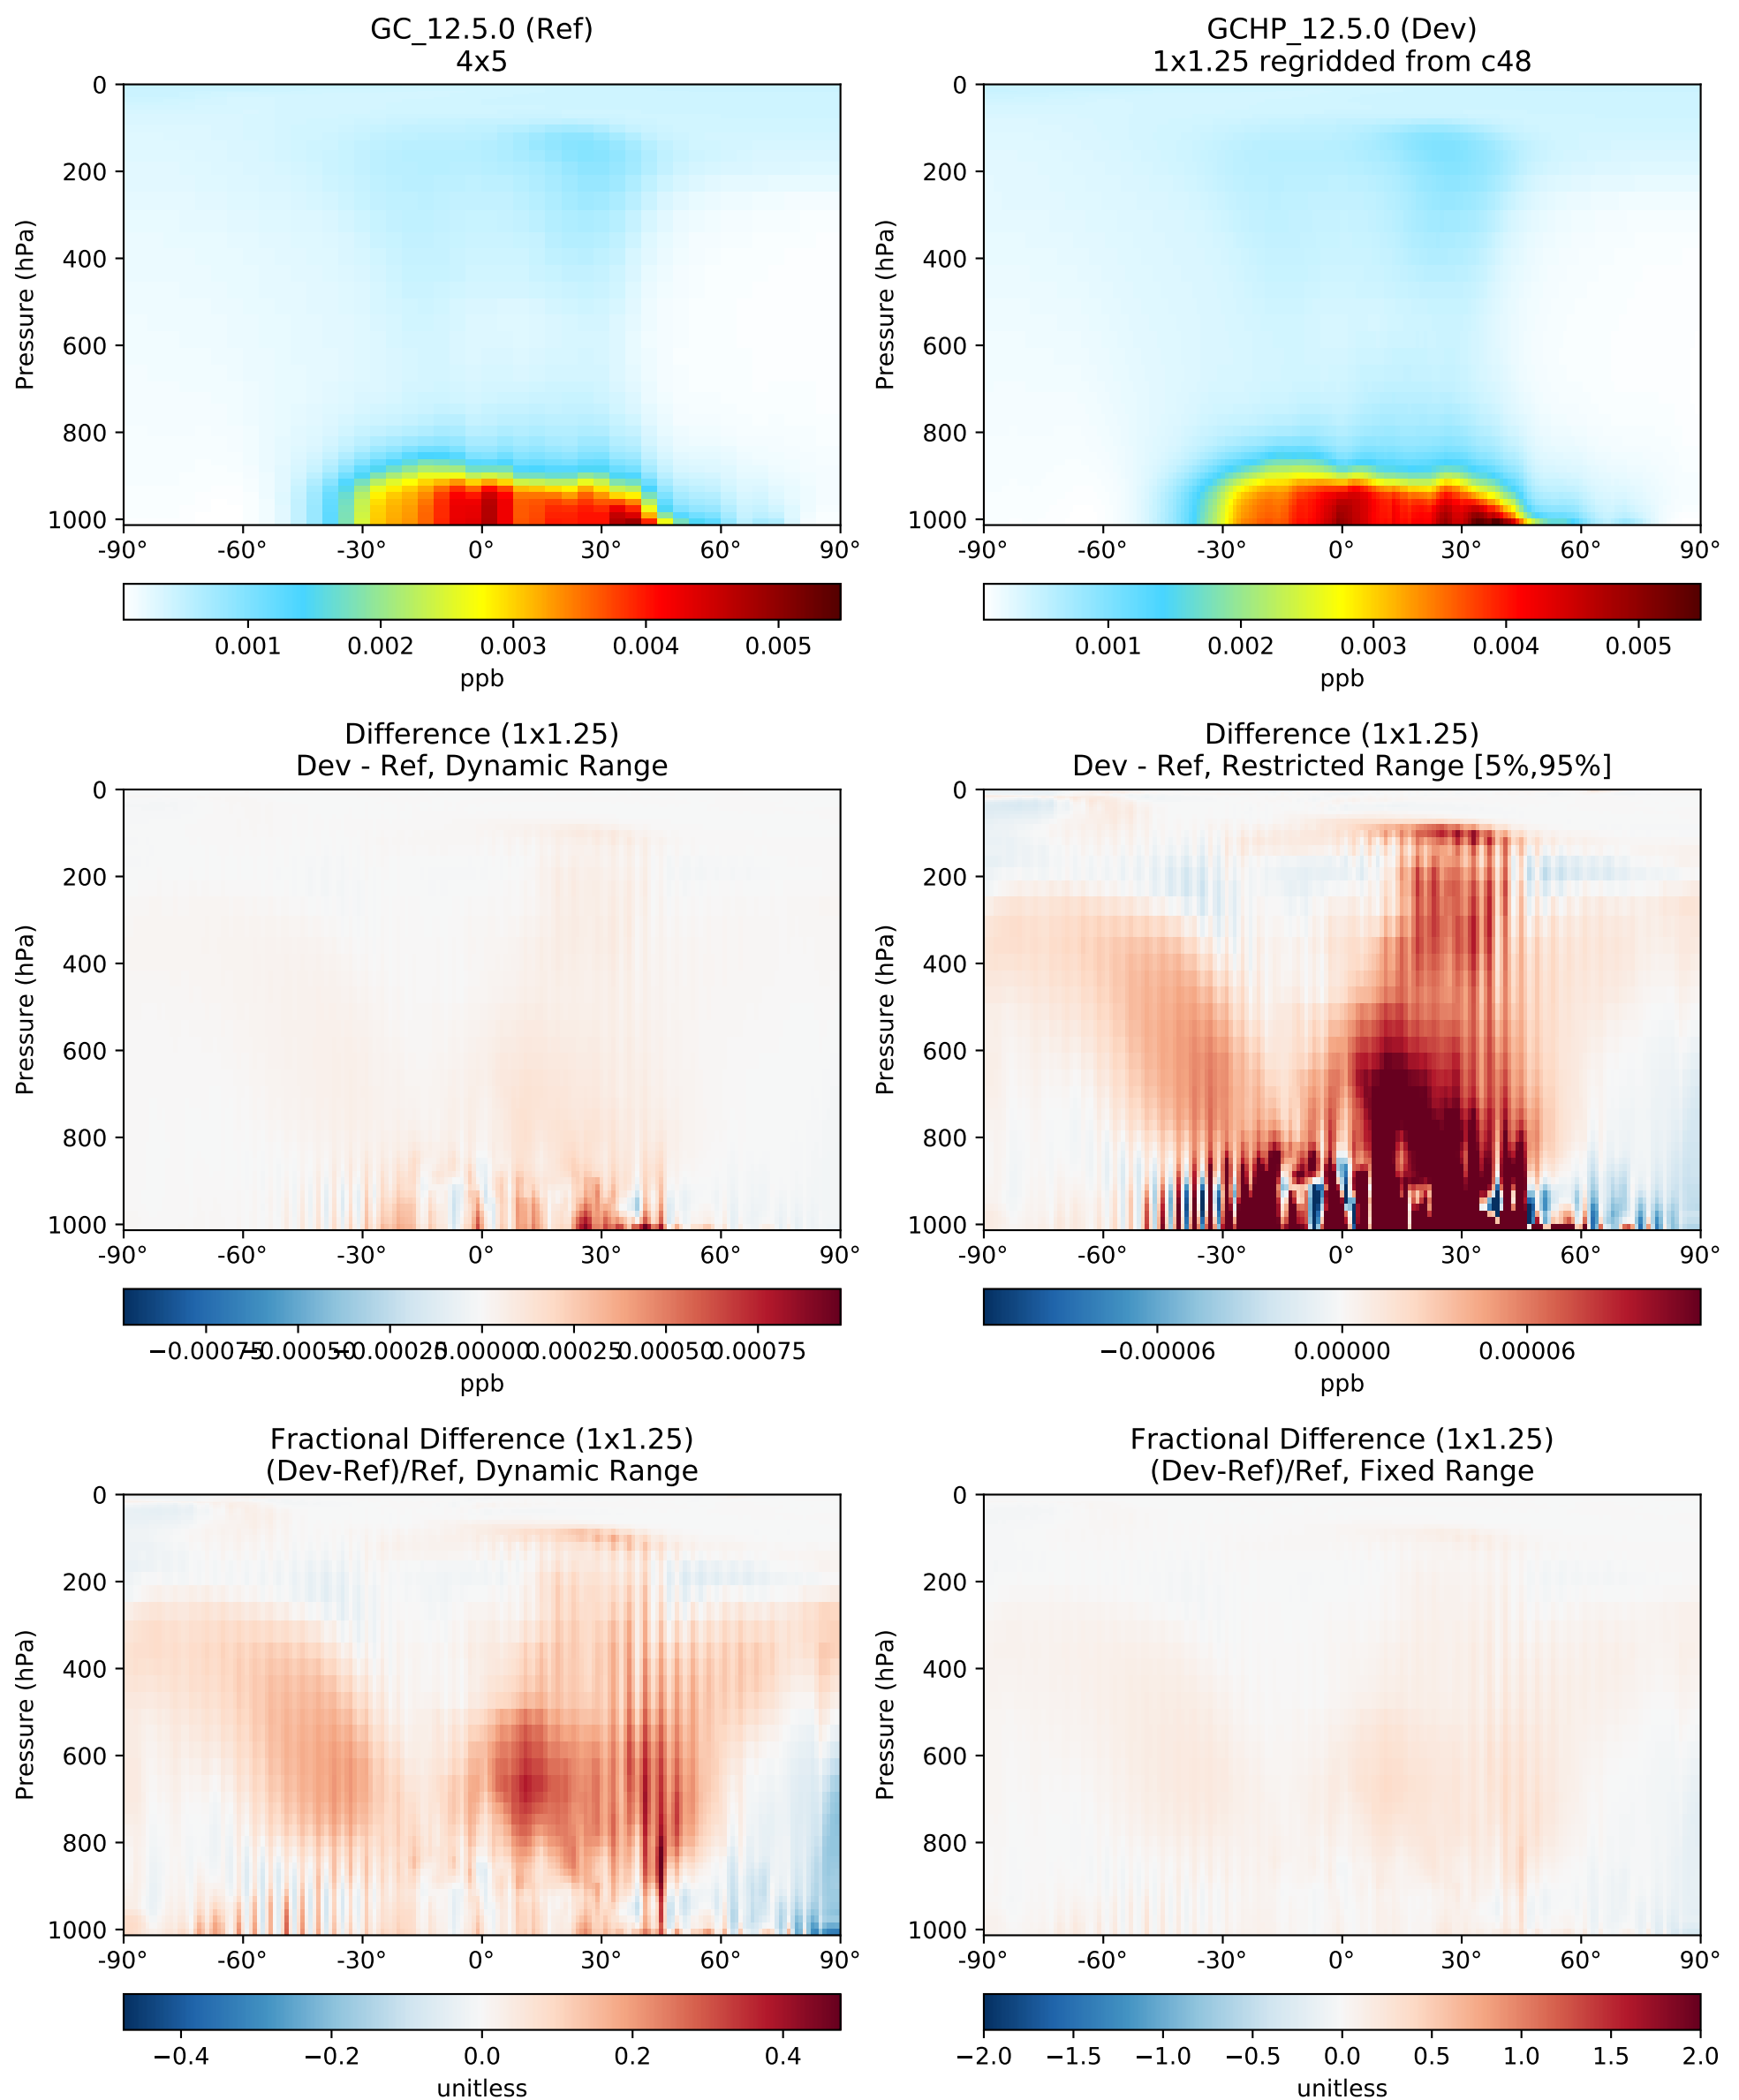 GC_12.5.0 (Ref)
4x5
0
200
400
600
800
1000
Pressure (hPa)
-90° -60° -30° 0° 30° 60° 90°
0.001 0.002 0.003 0.004 0.005
ppb
GCHP_12.5.0 (Dev)
1x1.25 regridded from c48
0
200
400
600
800
1000
Pressure (hPa)
-90° -60° -30° 0° 30° 60° 90°
0.001 0.002 0.003 0.004 0.005
ppb
Difference (1x1.25)
Dev - Ref, Dynamic Range
0
200
400
600
800
1000
Pressure (hPa)
-90° -60° -30° 0° 30° 60° 90°
−0.00075 −0.00050 −0.00025 0.00000 0.00025 0.00050 0.00075
ppb
Difference (1x1.25)
Dev - Ref, Restricted Range [5%,95%]
0
200
400
600
800
1000
Pressure (hPa)
-90° -60° -30° 0° 30° 60° 90°
−0.00006 0.00000 0.00006
ppb
Fractional Difference (1x1.25)
(Dev-Ref)/Ref, Dynamic Range
0
200
400
600
800
1000
Pressure (hPa)
-90° -60° -30° 0° 30° 60° 90°
−0.4 −0.2 0.0 0.2 0.4
unitless
Fractional Difference (1x1.25)
(Dev-Ref)/Ref, Fixed Range
0
200
400
600
800
1000
Pressure (hPa)
-90° -60° -30° 0° 30° 60° 90°
−2.0 −1.5 −1.0 −0.5 0.0 0.5 1.0 1.5 2.0
unitless